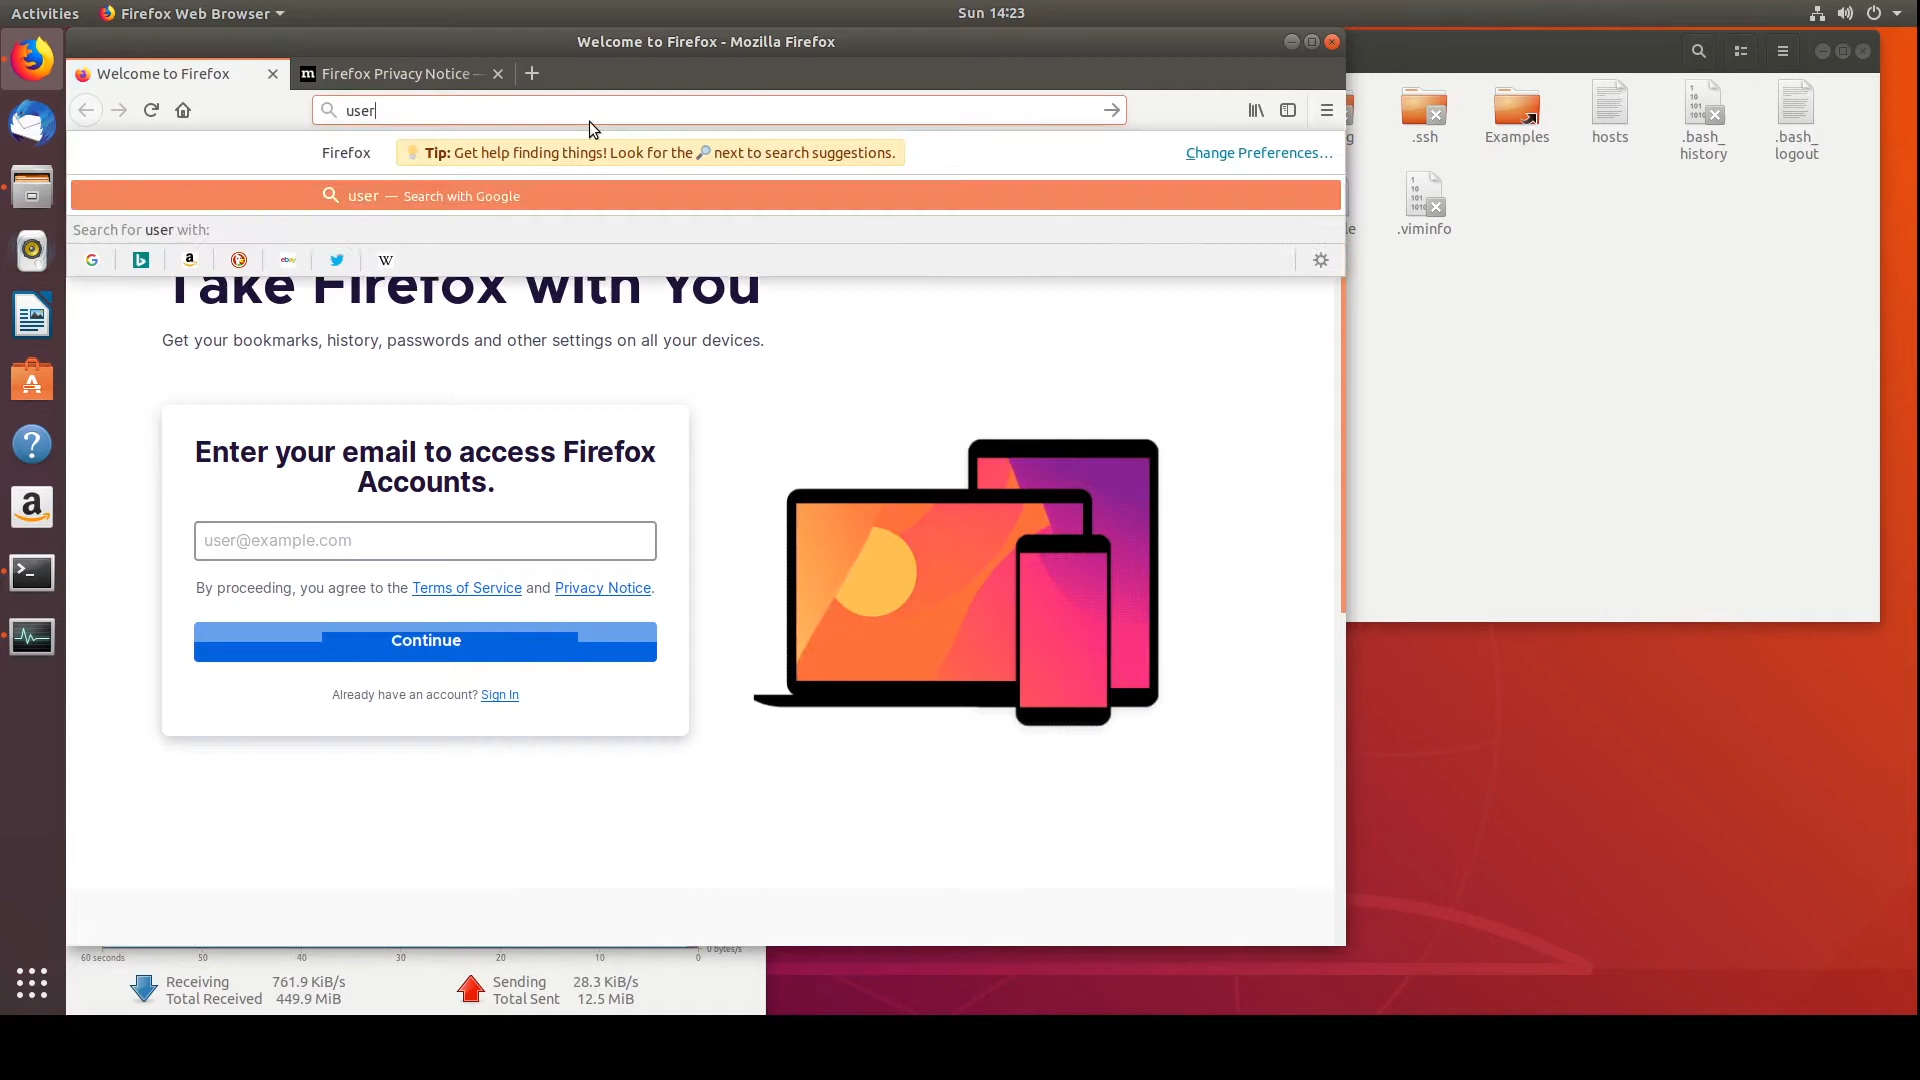 Activities
Firefox Web Browser
Sun 14:23
Welcome to Firefox - Mozilla Firefox
Welcome to Firefox
m Firefox Privacy Notice —
user
Firefox
Tip: Get help finding things! Look for the 🔎 next to search suggestions.
Change Preferences…
user — Search with Google
Search for user with:
G b a ebay W
Take Firefox with You
Get your bookmarks, history, passwords and other settings on all your devices.
Enter your email to access Firefox
Accounts.
user@example.com
By proceeding, you agree to the Terms of Service and Privacy Notice.
Continue
Already have an account? Sign In
.ssh
Examples
hosts
.bash_
history
.bash_
logout
.viminfo
60 seconds 50 40 30 20 10 0
0 bytes/s
Receiving 761.9 KiB/s
Total Received 449.9 MiB
Sending 28.3 KiB/s
Total Sent 12.5 MiB